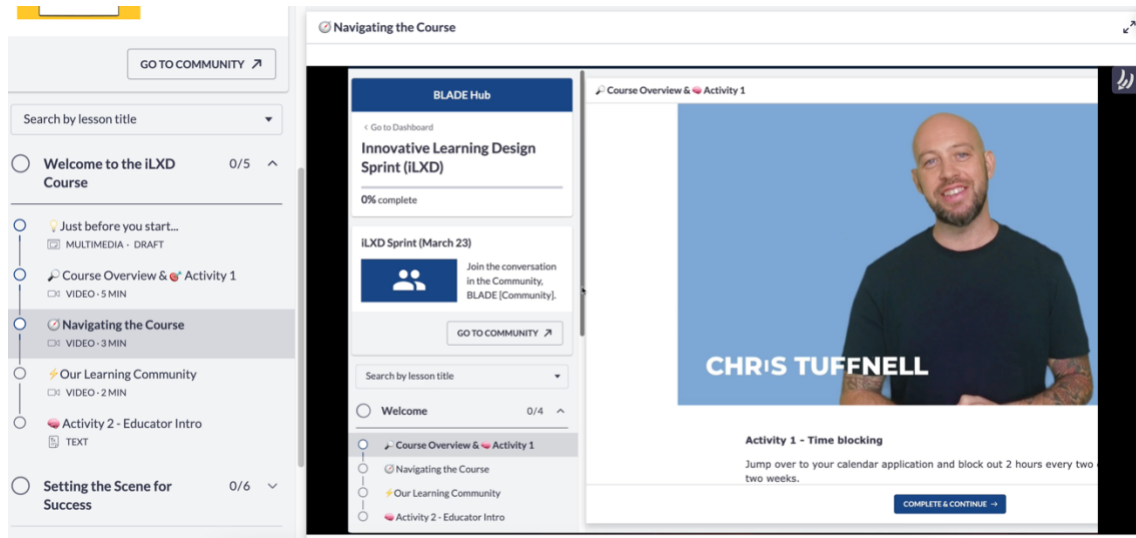 GO TO COMMUNITY
Search by lesson title
Welcome to the iLXD
Course
0/5
Just before you start...
MULTIMEDIA · DRAFT
Course Overview & Activity 1
VIDEO · 5 MIN
Navigating the Course
VIDEO · 3 MIN
Our Learning Community
VIDEO · 2 MIN
Activity 2 - Educator Intro
TEXT
Setting the Scene for
Success
0/6
Navigating the Course
BLADE Hub
< Go to Dashboard
Innovative Learning Design
Sprint (iLXD)
0% complete
iLXD Sprint (March 23)
Join the conversation
in the Community,
BLADE [Community].
GO TO COMMUNITY
Search by lesson title
Welcome
0/4
Course Overview & Activity 1
Navigating the Course
Our Learning Community
Activity 2 - Educator Intro
Course Overview & Activity 1
CHRIS TUFFNELL
Activity 1 - Time blocking
Jump over to your calendar application and block out 2 hours every two
two weeks.
COMPLETE & CONTINUE →